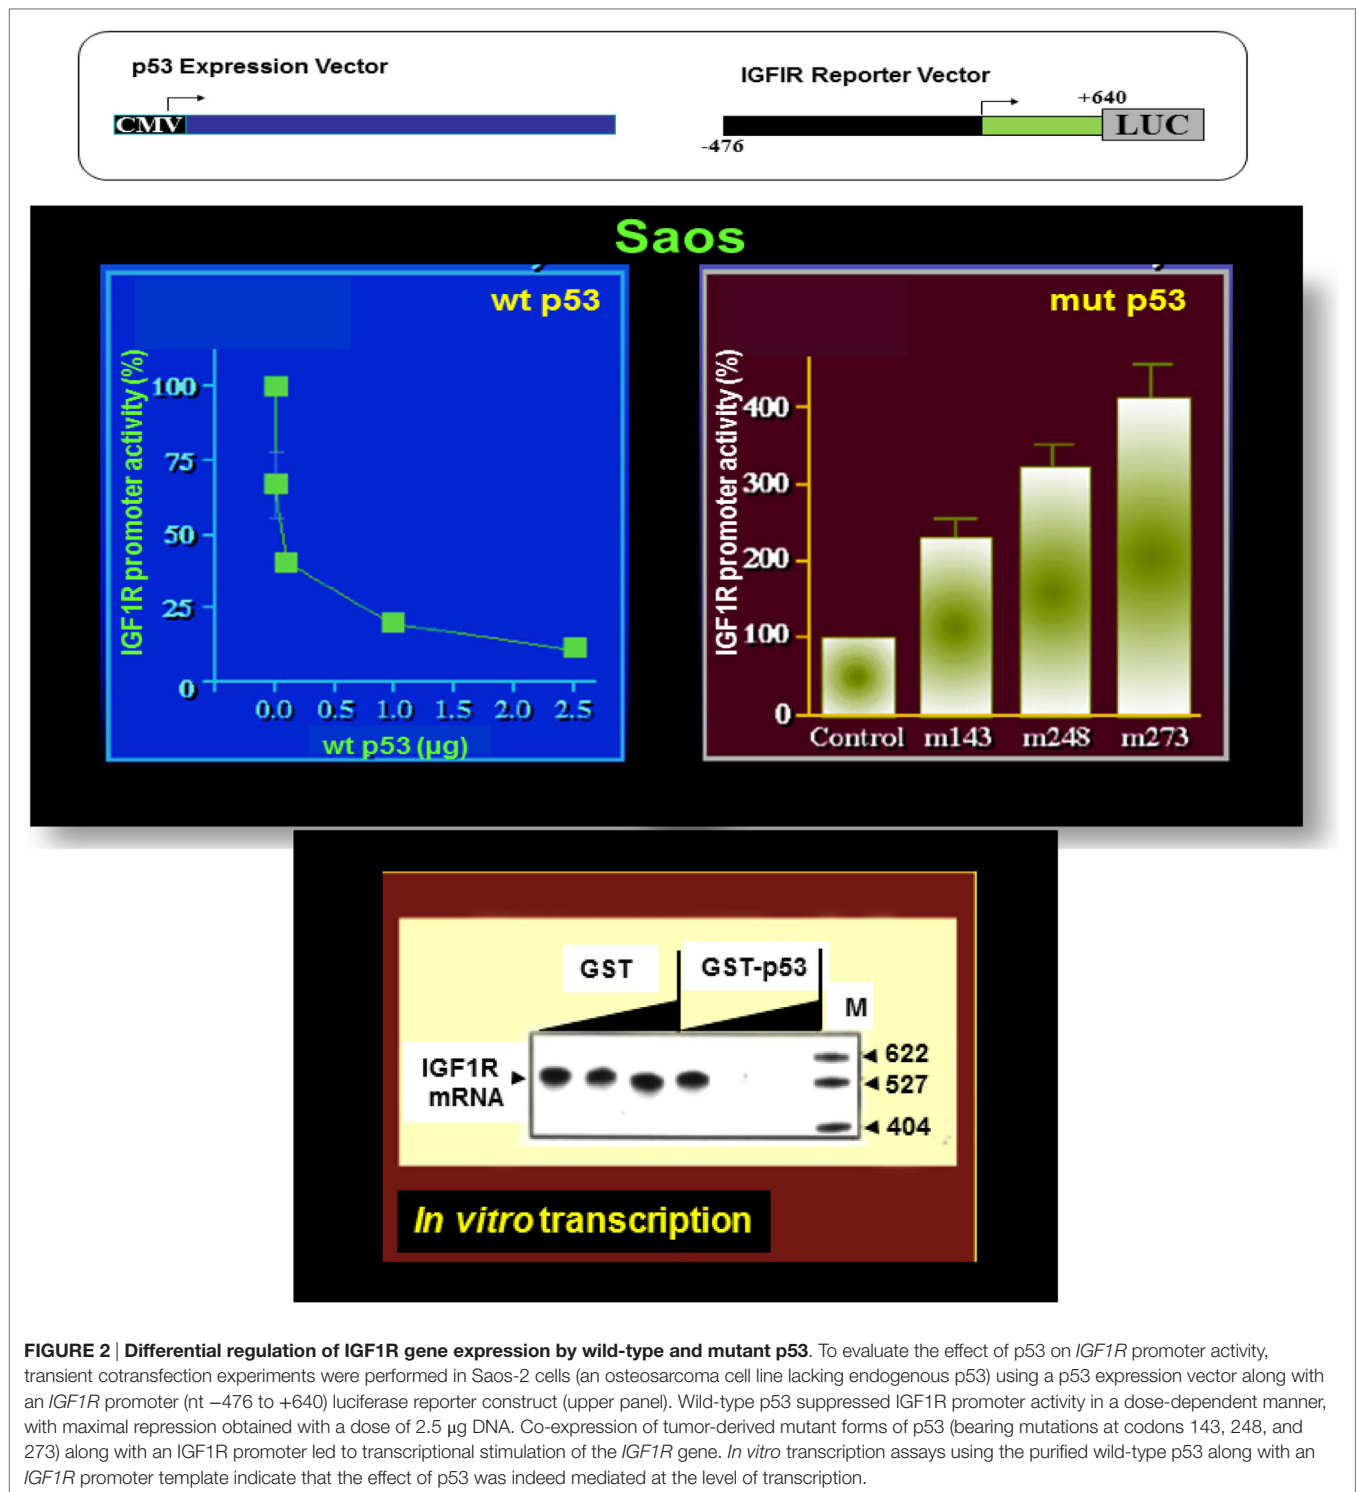 p53 Expression Vector
IGFIR Reporter Vector
+640
CMV
LUC
-476
Saos
wt p53
IGF1R promoter activity (%)
100
75
50
25
0
0.0 0.5 1.0 1.5 2.0 2.5
wt p53 (µg)
mut p53
IGF1R promoter activity (%)
400
300
200
100
0
Control m143 m248 m273
GST GST-p53
M
IGF1R
mRNA
622
527
404
In vitro transcription
FIGURE 2 | Differential regulation of IGF1R gene expression by wild-type and mutant p53. To evaluate the effect of p53 on IGF1R promoter activity,
transient cotransfection experiments were performed in Saos-2 cells (an osteosarcoma cell line lacking endogenous p53) using a p53 expression vector along with
an IGF1R promoter (nt −476 to +640) luciferase reporter construct (upper panel). Wild-type p53 suppressed IGF1R promoter activity in a dose-dependent manner,
with maximal repression obtained with a dose of 2.5 µg DNA. Co-expression of tumor-derived mutant forms of p53 (bearing mutations at codons 143, 248, and
273) along with an IGF1R promoter led to transcriptional stimulation of the IGF1R gene. In vitro transcription assays using the purified wild-type p53 along with an
IGF1R promoter template indicate that the effect of p53 was indeed mediated at the level of transcription.